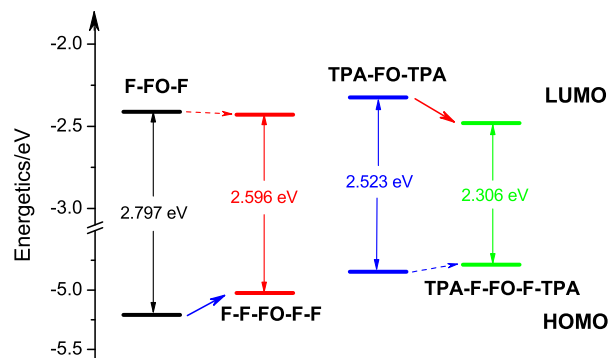 -2.0
TPA-FO-TPA
F-FO-F
LUMO
-2.5
Energetics/eV
2.523 eV
2.596 eV
2.306 eV
-3.0
2.797 eV
-5.0
TPA-F-FO-F-TPA
F-F-FO-F-F
HOMO
-5.5